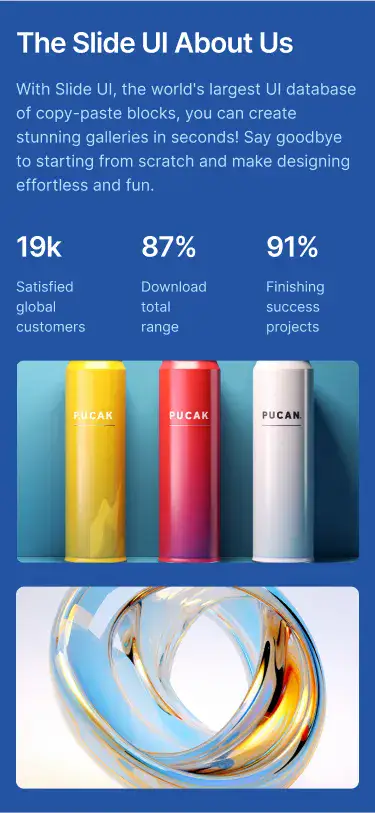 The Slide UI About Us
With Slide UI, the world's largest UI database
of copy-paste blocks, you can create
stunning galleries in seconds! Say goodbye
to starting from scratch and make designing
effortless and fun.
19k 87% 91%
Satisfied Download Finishing
global total success
customers range projects
PUCAK PUCAK PUCAN.